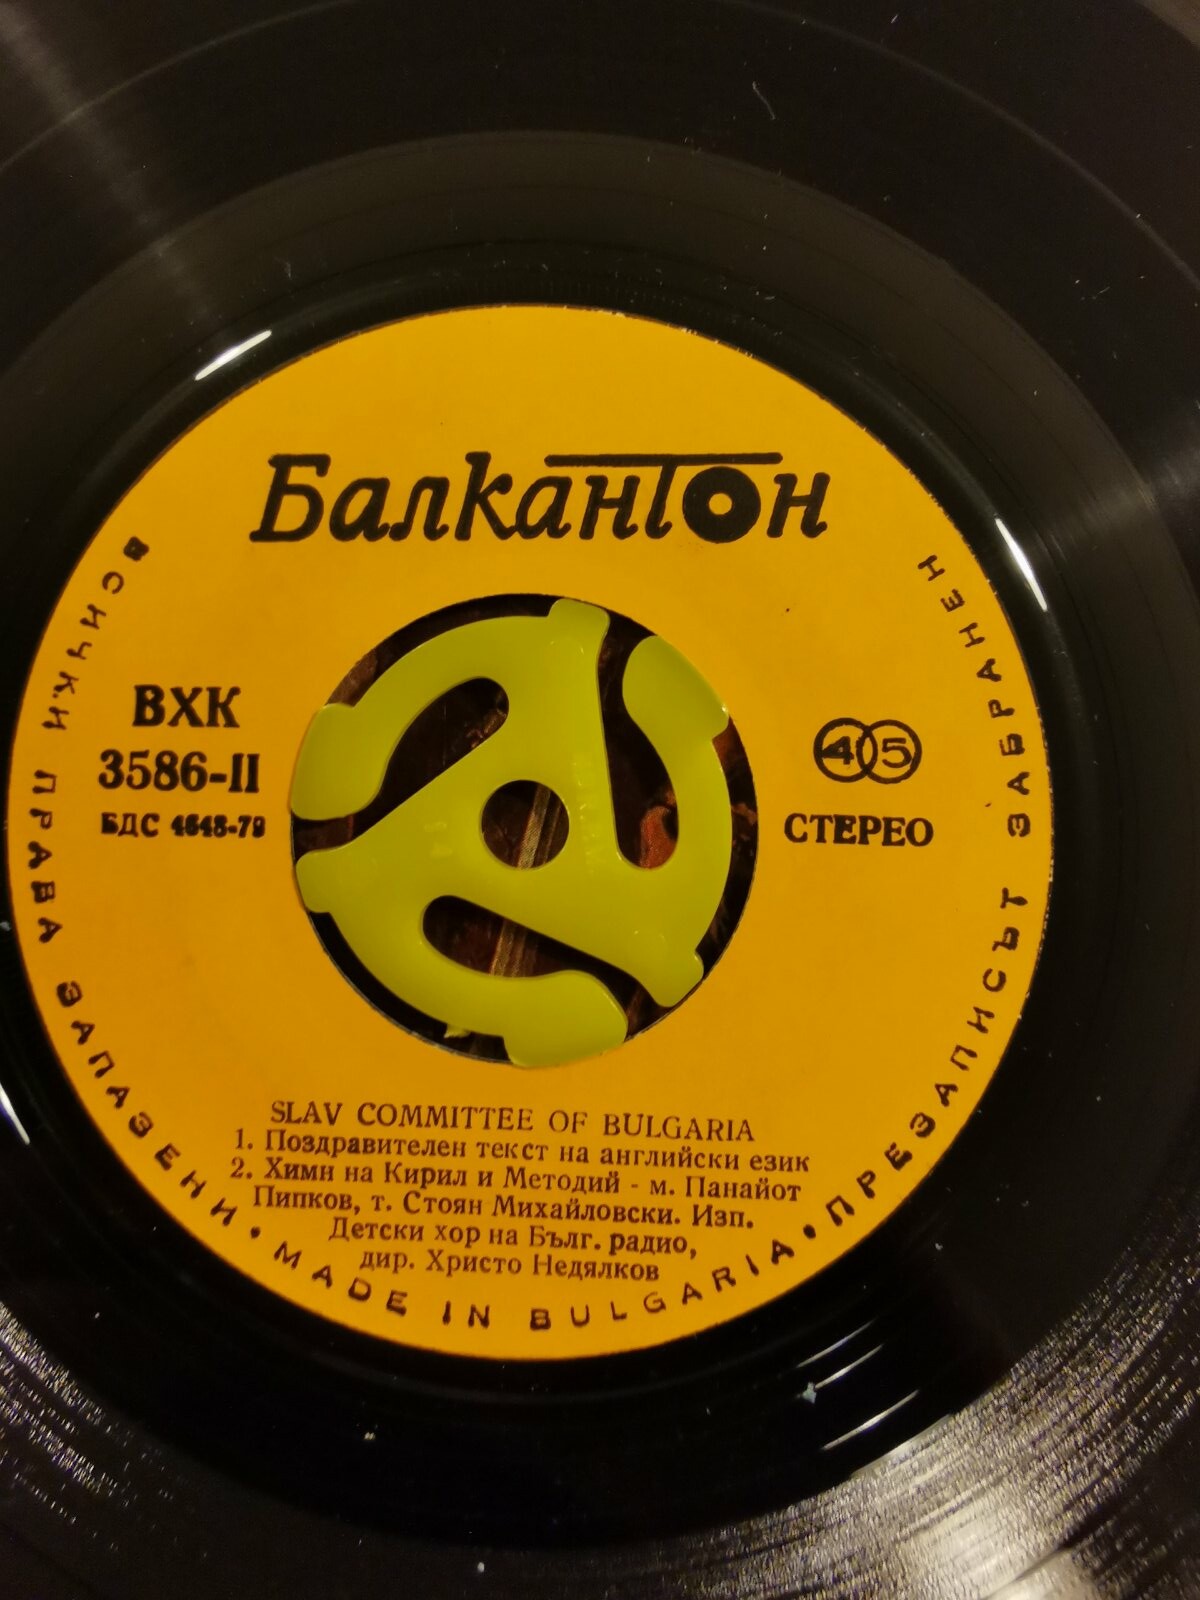 Балкантон
ВХК
3586-II
БДС 4648-79
45
СТЕРЕО
SLAV COMMITTEE OF BULGARIA
1. Поздравителен текст на английски език
2. Химн на Кирил и Методий - м. Панайот
Пипков, т. Стоян Михайловски. Изп.
Детски хор на Бълг. радио,
дир. Христо Недялков
ВСИЧКИ ПРАВА ЗАПАЗЕНИ • MADE IN BULGARIA • ПРЕЗАПИСЪТ ЗАБРАНЕН